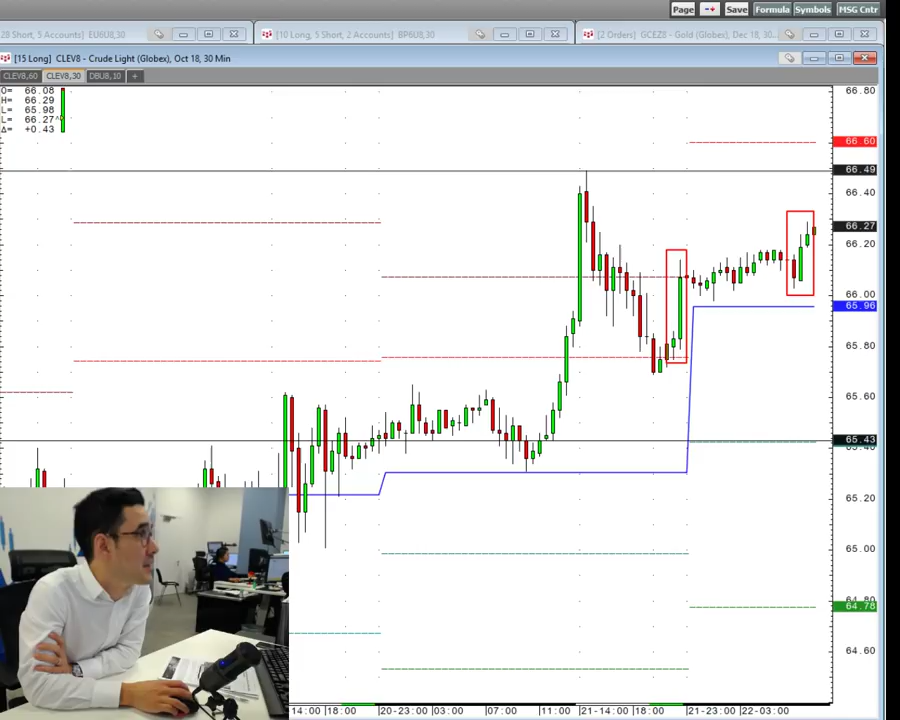 Page Save Formula Symbols MSG Cntr
28 Short, 5 Accounts] EU6U8,30
[10 Long, 5 Short, 2 Accounts] BP6U8,30
[2 Orders] GCEZ8 - Gold (Globex), Dec 18, 30...
[15 Long] CLEV8 - Crude Light (Globex), Oct 18, 30 Min
CLEV8,60 CLEV8,30 DBU8,10 +
O= 66.08
H= 66.29
L= 65.98
L= 66.27^
Δ= +0.43
66.80
66.60
66.49
66.40
66.27
66.20
66.00
65.96
65.80
65.60
65.43
65.20
65.00
64.78
64.60
14:00 18:00 20-23:00 03:00 07:00 11:00 21-14:00 18:00 21-23:00 22-03:00